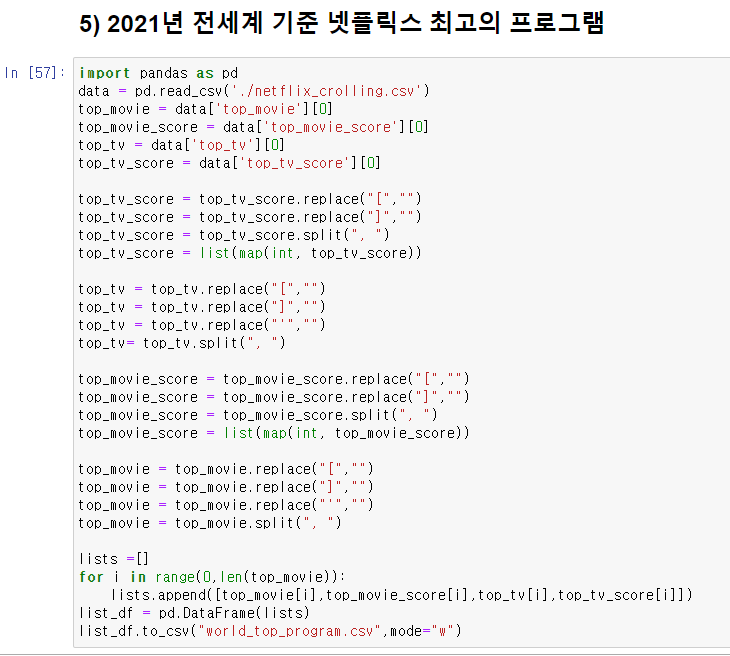 5) 2021년 전세계 기준 넷플릭스 최고의 프로그램
In [57]:
import pandas as pd
data = pd.read_csv('./netflix_crolling.csv')
top_movie = data['top_movie'][0]
top_movie_score = data['top_movie_score'][0]
top_tv = data['top_tv'][0]
top_tv_score = data['top_tv_score'][0]
top_tv_score = top_tv_score.replace("[","")
top_tv_score = top_tv_score.replace("]","")
top_tv_score = top_tv_score.split(", ")
top_tv_score = list(map(int, top_tv_score))
top_tv = top_tv.replace("[","")
top_tv = top_tv.replace("]","")
top_tv = top_tv.replace("'","")
top_tv= top_tv.split(", ")
top_movie_score = top_movie_score.replace("[","")
top_movie_score = top_movie_score.replace("]","")
top_movie_score = top_movie_score.split(", ")
top_movie_score = list(map(int, top_movie_score))
top_movie = top_movie.replace("[","")
top_movie = top_movie.replace("]","")
top_movie = top_movie.replace("'","")
top_movie = top_movie.split(", ")
lists =[]
for i in range(0,len(top_movie)):
    lists.append([top_movie[i],top_movie_score[i],top_tv[i],top_tv_score[i]])
list_df = pd.DataFrame(lists)
list_df.to_csv("world_top_program.csv",mode="w")